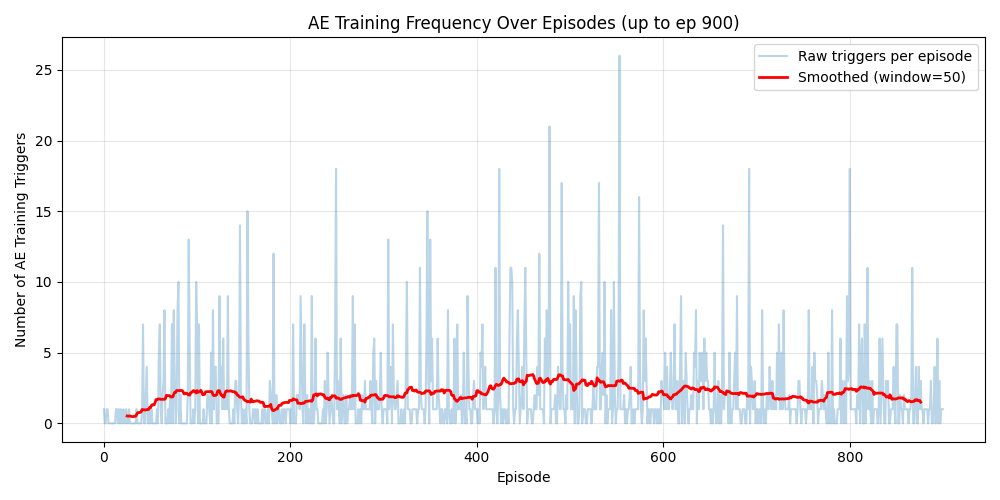 AE Training Frequency Over Episodes (up to ep 900)
Raw triggers per episode
Smoothed (window=50)
Number of AE Training Triggers
25
20
15
10
5
0
0 200 400 600 800
Episode